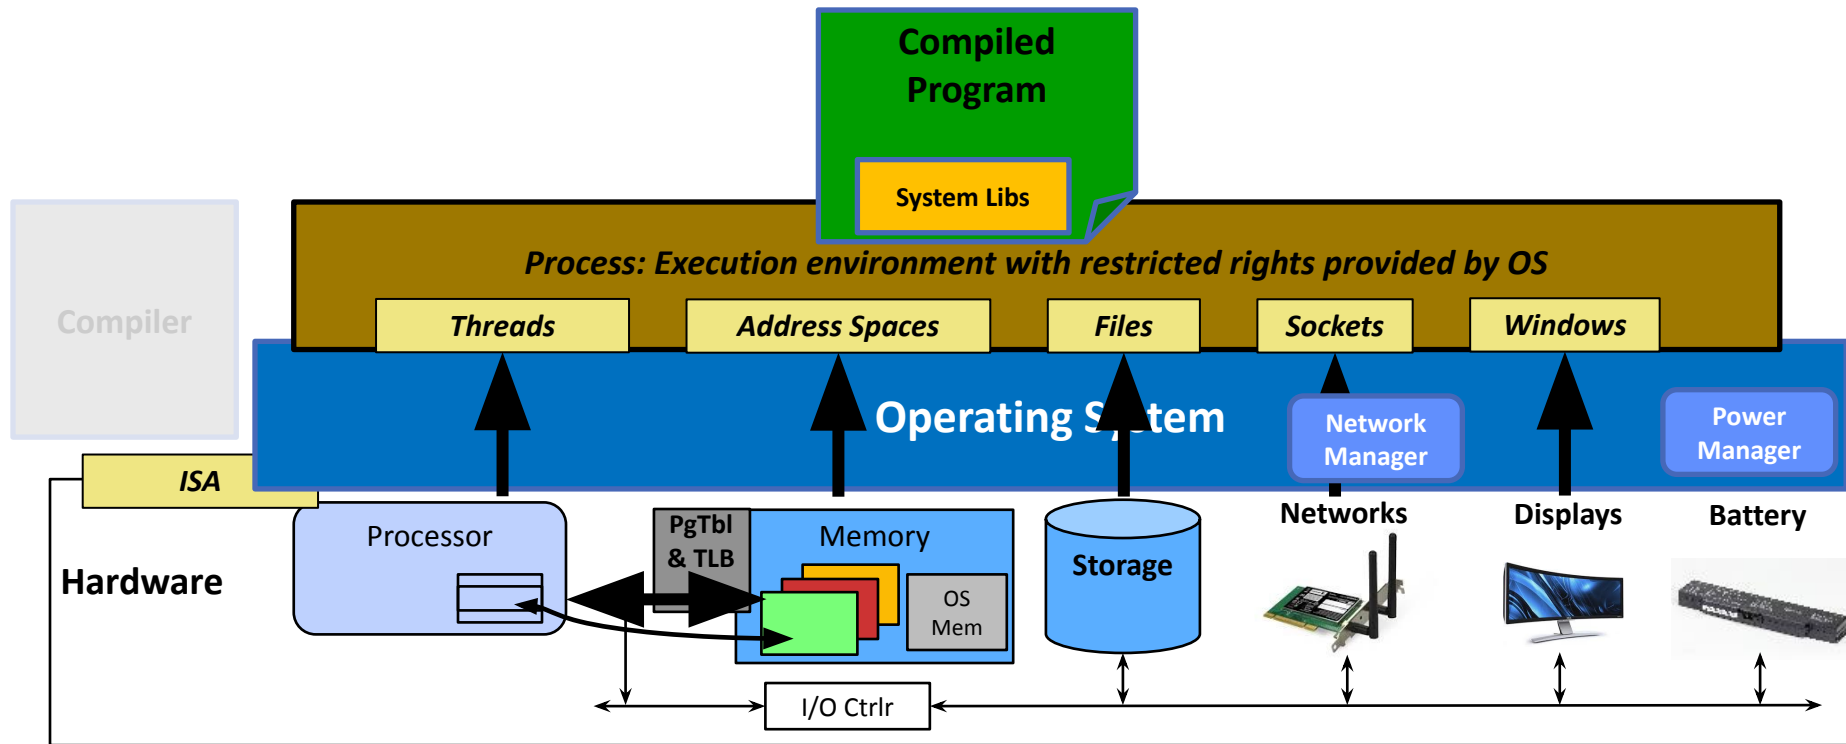 Compiled
Program
System Libs
Process: Execution environment with restricted rights provided by OS
Compiler
Threads
Address Spaces
Files
Sockets
Windows
Operating System
Network
Manager
Power
Manager
ISA
Hardware
Processor
PgTbl
& TLB
Memory
OS
Mem
Storage
Networks
Displays
Battery
I/O Ctrlr